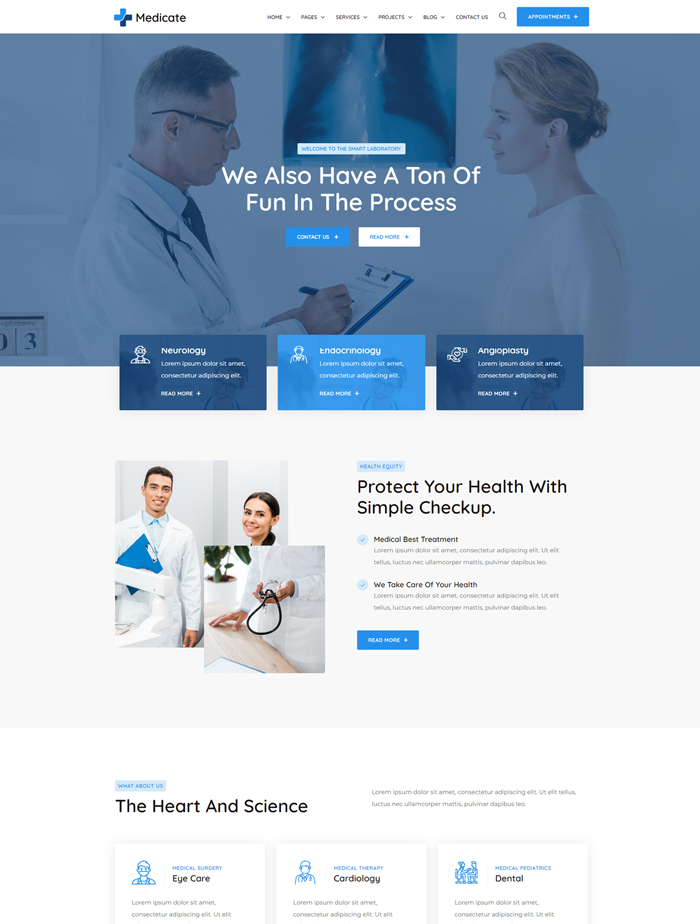 Medicate
HOME PAGES SERVICES PROJECTS BLOG CONTACT US APPOINTMENTS +
WELCOME TO THE SMART LABORATORY
We Also Have A Ton Of
Fun In The Process
CONTACT US + READ MORE +
03
Neurology
Lorem ipsum dolor sit amet,
consectetur adipiscing elit.
READ MORE +
Endocrinology
Lorem ipsum dolor sit amet,
consectetur adipiscing elit.
READ MORE +
Angioplasty
Lorem ipsum dolor sit amet,
consectetur adipiscing elit.
READ MORE +
HEALTH EQUITY
Protect Your Health With
Simple Checkup.
Medical Best Treatment
Lorem ipsum dolor sit amet, consectetur adipiscing elit. Ut elit
tellus, luctus nec ullamcorper mattis, pulvinar dapibus leo.
We Take Care Of Your Health
Lorem ipsum dolor sit amet, consectetur adipiscing elit. Ut elit
tellus, luctus nec ullamcorper mattis, pulvinar dapibus leo.
READ MORE +
WHAT ABOUT US
The Heart And Science
Lorem ipsum dolor sit amet, consectetur adipiscing elit. Ut elit tellus,
luctus nec ullamcorper mattis, pulvinar dapibus leo.
MEDICAL SURGERY
Eye Care
Lorem ipsum dolor sit amet,
consectetur adipiscing elit. Ut elit
MEDICAL THERAPY
Cardiology
Lorem ipsum dolor sit amet,
consectetur adipiscing elit. Ut elit
MEDICAL PEDIATRICS
Dental
Lorem ipsum dolor sit amet,
consectetur adipiscing elit. Ut elit